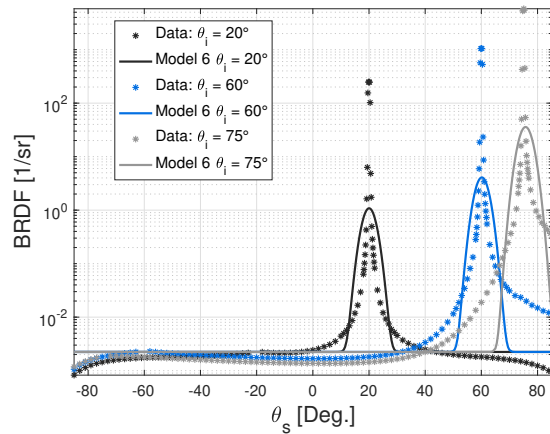 Data: θi = 20°
Model 6 θi = 20°
Data: θi = 60°
Model 6 θi = 60°
Data: θi = 75°
Model 6 θi = 75°
BRDF [1/sr]
10²
10⁰
10⁻²
-80 -60 -40 -20 0 20 40 60 80
θs [Deg.]